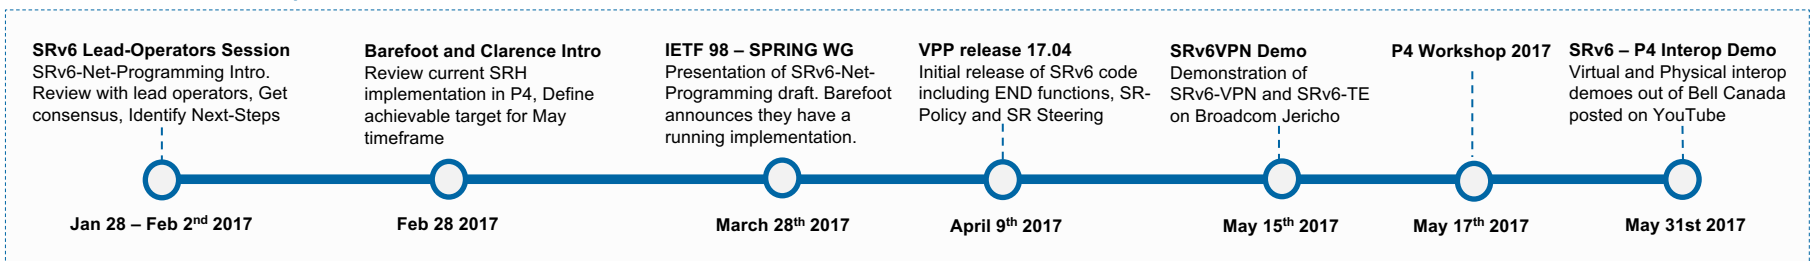 SRv6 Lead-Operators Session
SRv6-Net-Programming Intro.
Review with lead operators, Get
consensus, Identify Next-Steps
Jan 28 – Feb 2nd 2017
Barefoot and Clarence Intro
Review current SRH
implementation in P4, Define
achievable target for May
timeframe
Feb 28 2017
IETF 98 – SPRING WG
Presentation of SRv6-Net-
Programming draft. Barefoot
announces they have a
running implementation.
March 28th 2017
VPP release 17.04
Initial release of SRv6 code
including END functions, SR-
Policy and SR Steering
April 9th 2017
SRv6VPN Demo
Demonstration of
SRv6-VPN and SRv6-TE
on Broadcom Jericho
May 15th 2017
P4 Workshop 2017
May 17th 2017
SRv6 – P4 Interop Demo
Virtual and Physical interop
demoes out of Bell Canada
posted on YouTube
May 31st 2017